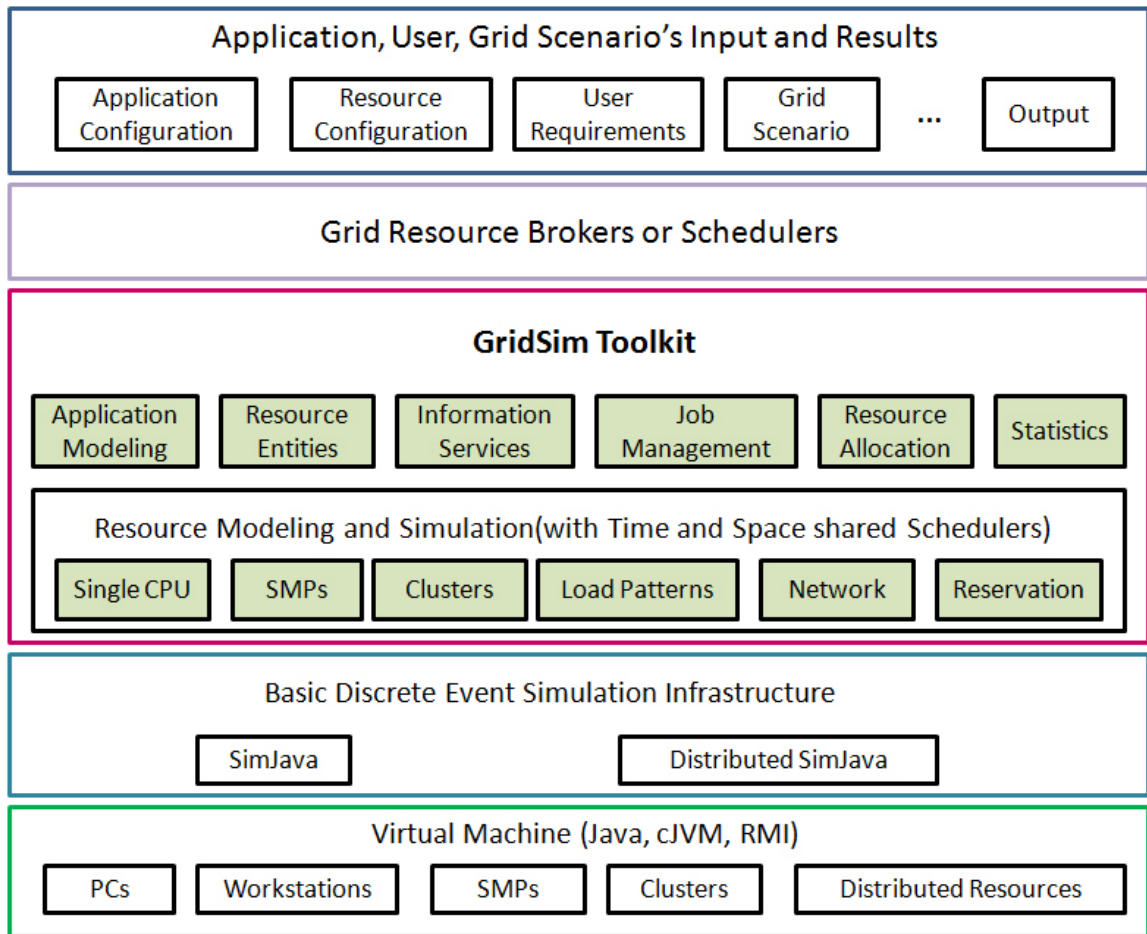 Application, User, Grid Scenario's Input and Results
Application
Configuration
Resource
Configuration
User
Requirements
Grid
Scenario
...
Output
Grid Resource Brokers or Schedulers
GridSim Toolkit
Application
Modeling
Resource
Entities
Information
Services
Job
Management
Resource
Allocation
Statistics
Resource Modeling and Simulation(with Time and Space shared Schedulers)
Single CPU
SMPs
Clusters
Load Patterns
Network
Reservation
Basic Discrete Event Simulation Infrastructure
SimJava
Distributed SimJava
Virtual Machine (Java, cJVM, RMI)
PCs
Workstations
SMPs
Clusters
Distributed Resources